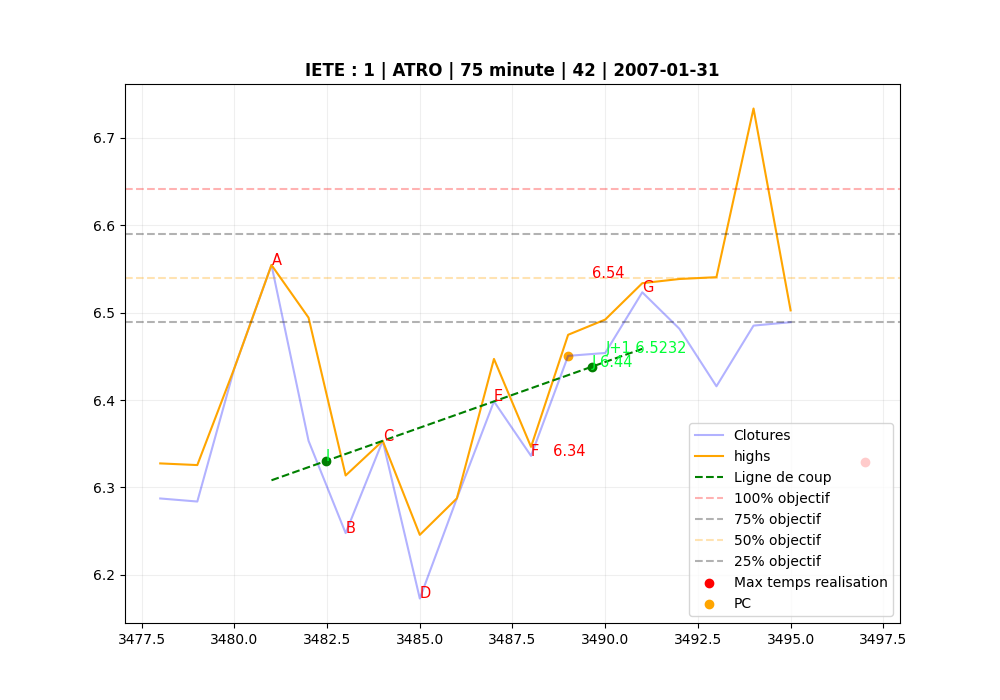 IETE : 1 | ATRO | 75 minute | 42 | 2007-01-31
6.7
6.6
6.5
6.4
6.3
6.2
A
6.54
G
J+1 6.5232
I 6.44
E
C
F 6.34
I
B
D
Clotures
highs
Ligne de coup
100% objectif
75% objectif
50% objectif
25% objectif
Max temps realisation
PC
3477.5 3480.0 3482.5 3485.0 3487.5 3490.0 3492.5 3495.0 3497.5